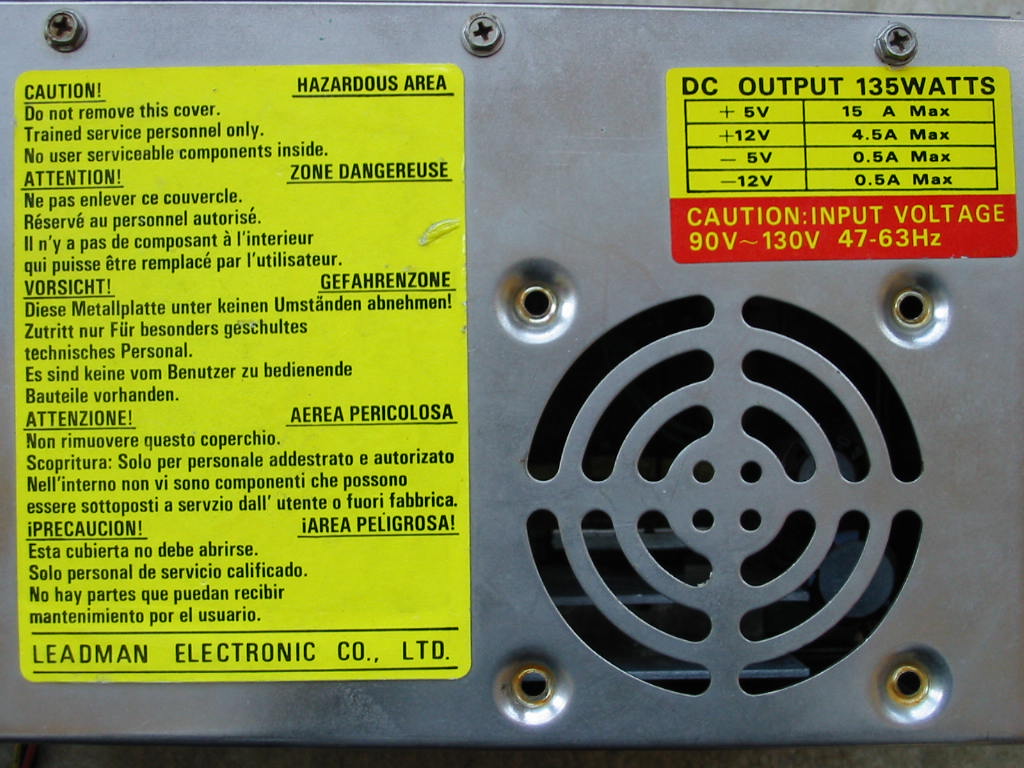 CAUTION! HAZARDOUS AREA
Do not remove this cover.
Trained service personnel only.
No user serviceable components inside.
ATTENTION! ZONE DANGEREUSE
Ne pas enlever ce couvercle.
Réservé au personnel autorisé.
Il n'y a pas de composant à l'interieur
qui puisse être remplacé par l'utilisateur.
VORSICHT! GEFAHRENZONE
Diese Metallplatte unter keinen Umständen abnehmen!
Zutritt nur Für besonders geschultes
technisches Personal.
Es sind keine vom Benutzer zu bedienende
Bauteile vorhanden.
ATTENZIONE! AEREA PERICOLOSA
Non rimuovere questo coperchio.
Scopritura: Solo per personale addestrato e autorizato
Nell'interno non vi sono componenti che possono
essere sottoposti a servzio dall' utente o fuori fabbrica.
¡PRECAUCION! ¡AREA PELIGROSA!
Esta cubierta no debe abrirse.
Solo personal de servicio calificado.
No hay partes que puedan recibir
mantenimiento por el usuario.
LEADMAN ELECTRONIC CO., LTD.
DC OUTPUT 135WATTS
+ 5V 15 A Max
+12V 4.5A Max
− 5V 0.5A Max
−12V 0.5A Max
CAUTION:INPUT VOLTAGE
90V~130V 47-63Hz